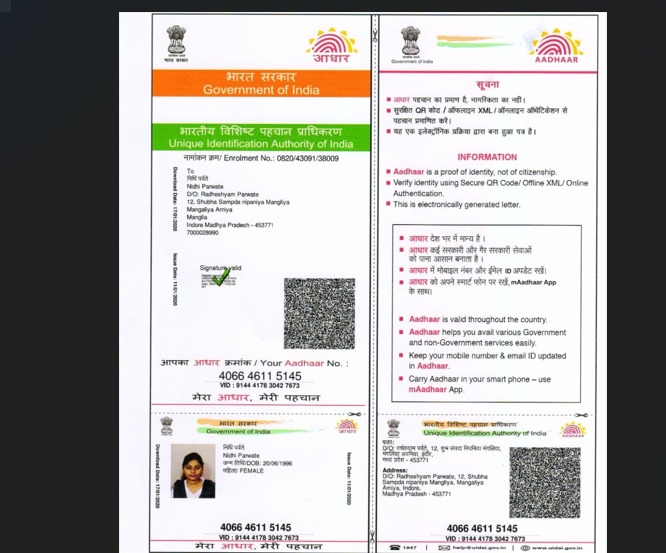 भारत सरकार
आधार
भारत सरकार
Government of India
भारतीय विशिष्ट पहचान प्राधिकरण
Unique Identification Authority of India
नामांकन क्रम/ Enrolment No.: 0820/43091/38009
To
निधि पर्वते
Nidhi Parwate
D/O: Radheshyam Parwate
12, Shubha Sampda nipaniya Mangliya
Mangaliya Arniya
Manglia
Indore Madhya Pradesh - 453771
7000028990
Download Date: 17/01/2020
Issue Date: 11/01/2020
Signature valid
आपका आधार क्रमांक / Your Aadhaar No. :
4066 4611 5145
VID : 9144 4178 3042 7673
मेरा आधार, मेरी पहचान
भारत सरकार
Government of India
आधार
निधि पर्वते
Nidhi Parwate
जन्म तिथि/DOB: 20/06/1996
महिला/ FEMALE
Download Date: 17/01/2020
Issue Date: 11/01/2020
4066 4611 5145
VID : 9144 4178 3042 7673
मेरा आधार, मेरी पहचान
Government of India
AADHAAR
सूचना
आधार पहचान का प्रमाण है, नागरिकता का नहीं।
सुरक्षित QR कोड / ऑफलाइन XML / ऑनलाइन ऑथेंटिकेशन से
पहचान प्रमाणित करें।
यह एक इलेक्ट्रॉनिक प्रक्रिया द्वारा बना हुआ पत्र है।
INFORMATION
Aadhaar is a proof of identity, not of citizenship.
Verify identity using Secure QR Code/ Offline XML/ Online
Authentication.
This is electronically generated letter.
आधार देश भर में मान्य है।
आधार कई सरकारी और गैर सरकारी सेवाओं
को पाना आसान बनाता है।
आधार में मोबाइल नंबर और ईमेल ID अपडेट रखें।
आधार को अपने स्मार्ट फोन पर रखें, mAadhaar App
के साथ।
Aadhaar is valid throughout the country.
Aadhaar helps you avail various Government
and non-Government services easily.
Keep your mobile number & email ID updated
in Aadhaar.
Carry Aadhaar in your smart phone – use
mAadhaar App.
भारतीय विशिष्ट पहचान प्राधिकरण
Unique Identification Authority of India
AADHAAR
पता:
D/O: राधेश्याम पर्वते, 12, शुभ संपदा निपानिया मंगलिया,
मंगलिया अरनिया, इंदौर,
मध्य प्रदेश - 453771
Address:
D/O: Radheshyam Parwate, 12, Shubha
Sampda nipaniya Mangliya, Mangaliya
Arniya, Indore,
Madhya Pradesh - 453771
4066 4611 5145
VID : 9144 4178 3042 7673
1947 | help@uidai.gov.in | www.uidai.gov.in